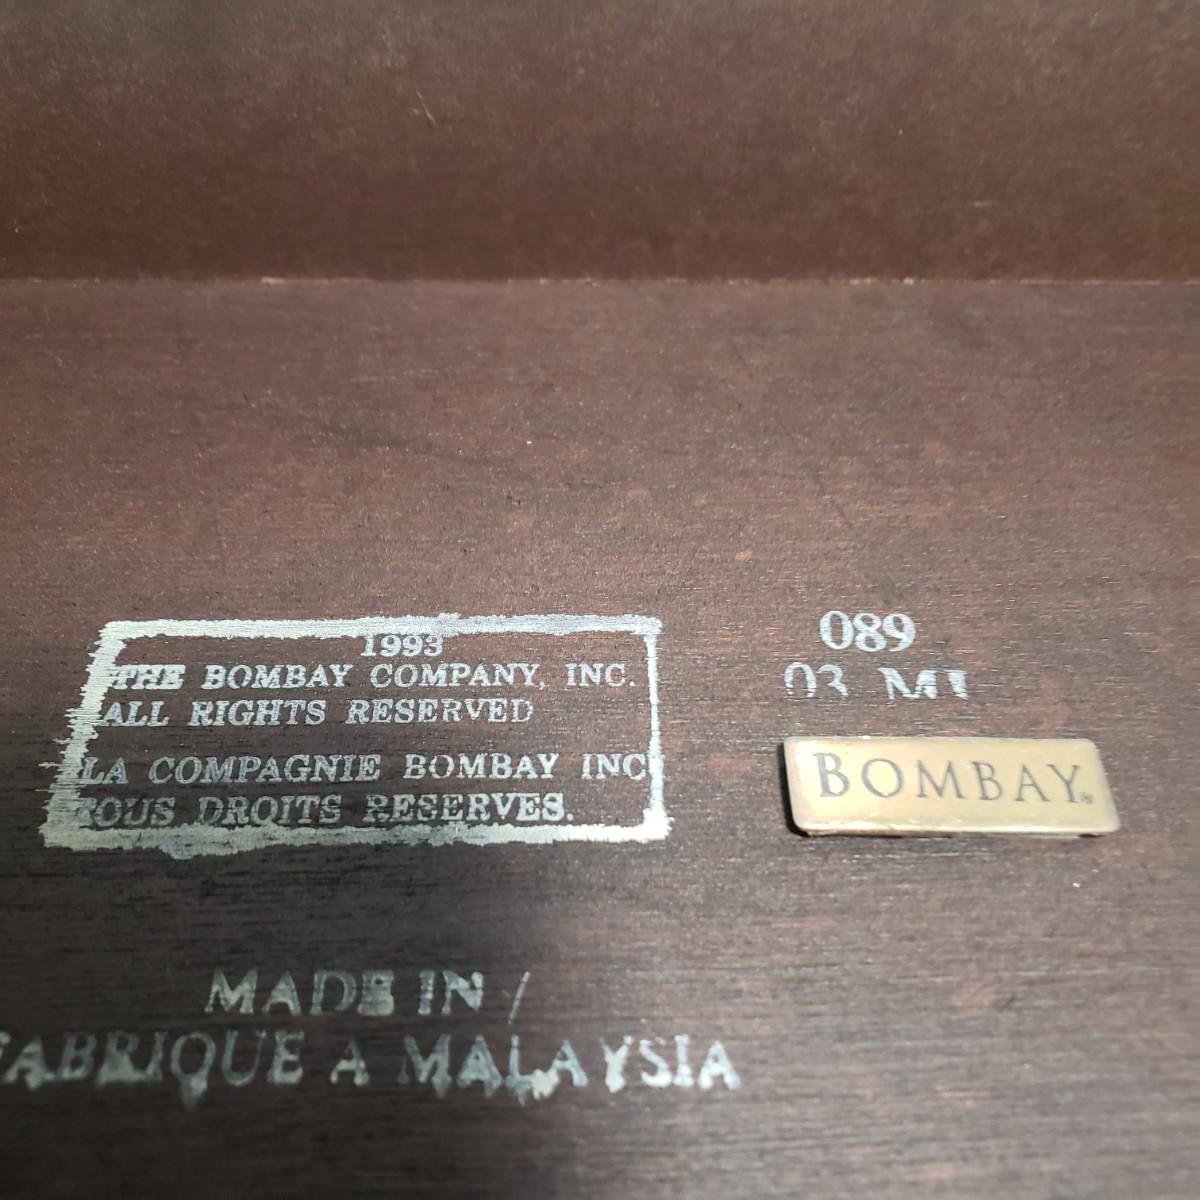 1993
THE BOMBAY COMPANY, INC.
ALL RIGHTS RESERVED
LA COMPAGNIE BOMBAY INC
TOUS DROITS RESERVES.
089
03
BOMBAY®
MADE IN /
FABRIQUE A MALAYSIA